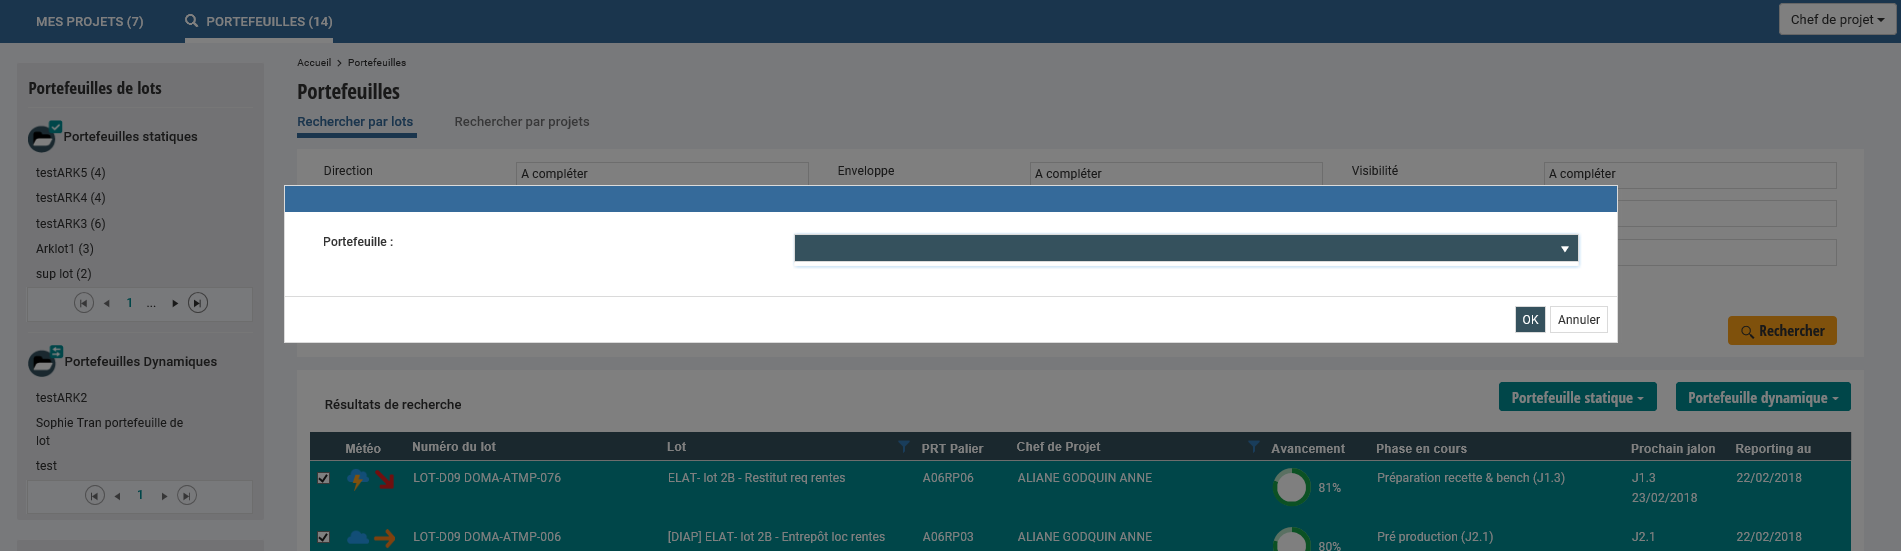 MES PROJETS (7)
PORTEFEUILLES (14)
Chef de projet
Portefeuilles de lots
Portefeuilles statiques
testARK5 (4)
testARK4 (4)
testARK3 (6)
Arklot1 (3)
sup lot (2)
1 ...
Portefeuilles Dynamiques
testARK2
Sophie Tran portefeuille de
lot
test
1
Accueil > Portefeuilles
Portefeuilles
Rechercher par lots
Rechercher par projets
Direction
A compléter
Enveloppe
A compléter
Visibilité
A compléter
Portefeuille :
OK
Annuler
Rechercher
Résultats de recherche
Portefeuille statique
Portefeuille dynamique
Météo Numéro du lot Lot PRT Palier Chef de Projet Avancement Phase en cours Prochain jalon Reporting au
LOT-D09 DOMA-ATMP-076 ELAT- lot 2B - Restitut req rentes A06RP06 ALIANE GODQUIN ANNE 81% Préparation recette & bench (J1.3) J1.3 22/02/2018
23/02/2018
LOT-D09 DOMA-ATMP-006 [DIAP] ELAT- lot 2B - Entrepôt loc rentes A06RP03 ALIANE GODQUIN ANNE 80% Pré production (J2.1) J2.1 22/02/2018